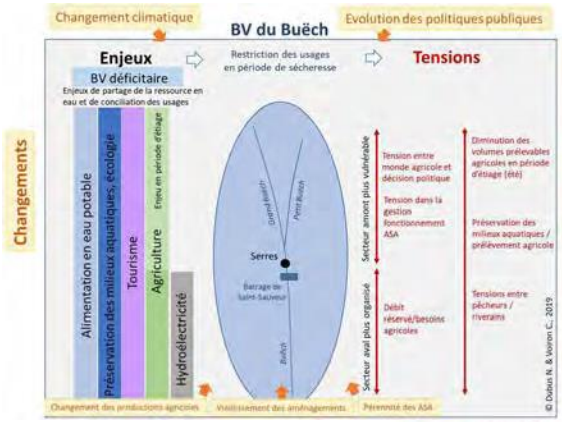 Changement climatique
BV du Buëch
Evolution des politiques publiques
Enjeux
Restriction des usages
en période de sécheresse
Tensions
BV déficitaire
Enjeux de partage de la ressource en
eau et de conciliation des usages
Changements
Alimentation en eau potable
Préservation des milieux aquatiques, écologie
Tourisme
Agriculture
Enjeu en période d'étiage
Hydroélectricité
Grand Buëch
Petit Buëch
Serres
Barrage de
Saint-Sauveur
Buëch
Secteur amont plus vulnérable
Tension entre
monde agricole et
décision politique
Tension dans la
gestion
fonctionnement
ASA
Secteur aval plus organisé
Débit
réservé/besoins
agricoles
Diminution des
volumes prélevables
agricoles en période
d'étiage (été)
Préservation des
milieux aquatiques /
prélèvement agricole
Tensions entre
pêcheurs /
riverains
Changement des productions agricoles
Vieillissement des aménagements
Pérennité des ASA
© Dubus N. & Voiron C., 2019